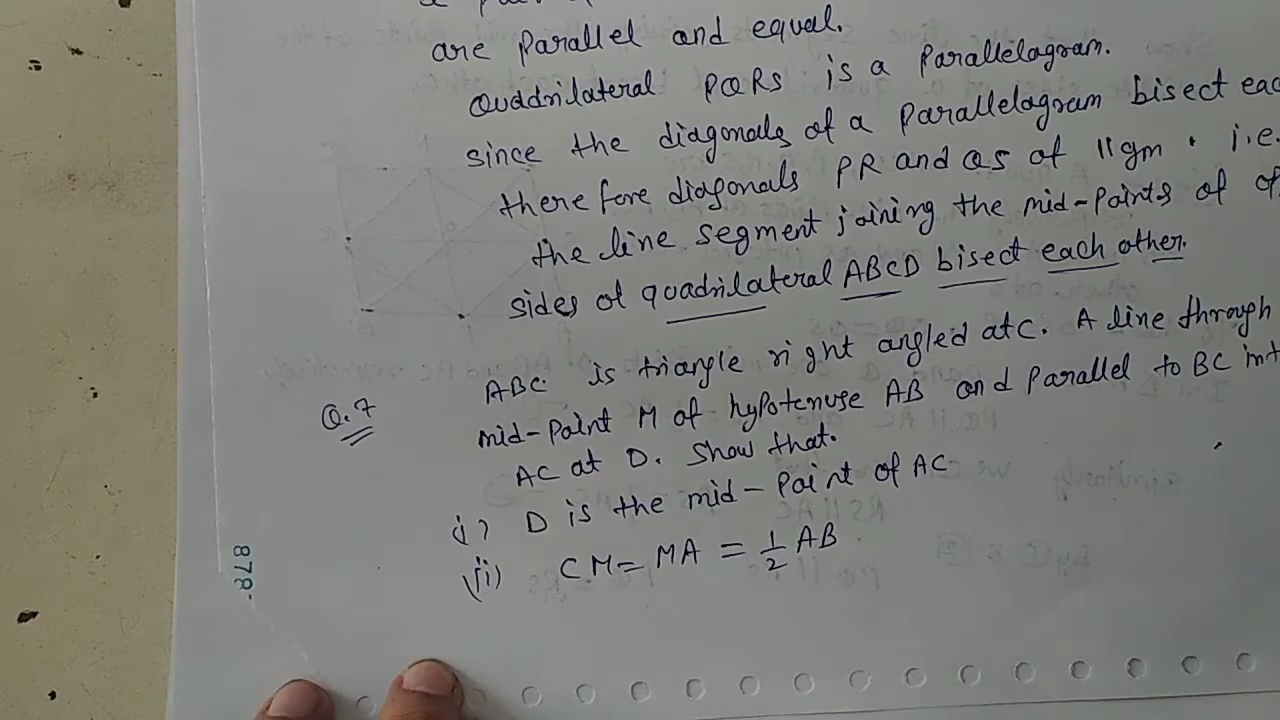 are parallel and equal.
Quadrilateral PQRS is a Parallelogram.
since the diagonals of a Parallelogram bisect eac
therefore diagonals PR and QS of ||gm . i.e.
the line segment joining the mid-Points of of
sides of quadrilateral ABCD bisect each other.
Q.7 ABC is triangle right angled at C. A line through
mid-Point M of hypotenuse AB and parallel to BC int
AC at D. Show that.
(i) D is the mid-Point of AC
(ii) CM = MA = 1/2 AB
878-